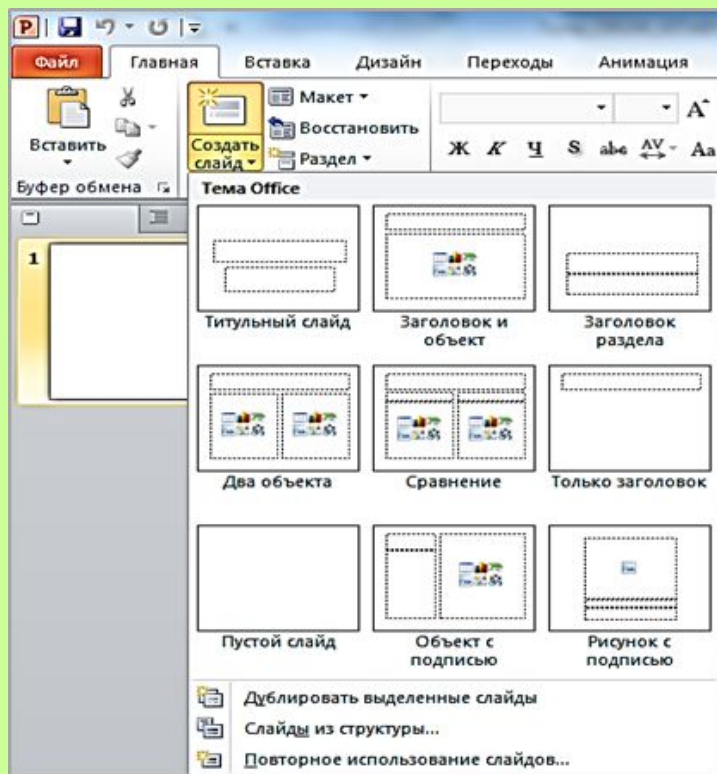 Файл Главная Вставка Дизайн Переходы Анимация
Вставить
Буфер обмена
Создать
слайд
Макет
Восстановить
Раздел
Ж К Ч S abc AV Aa
A
Тема Office
1
Титульный слайд
Заголовок и
объект
Заголовок
раздела
Два объекта
Сравнение
Только заголовок
Пустой слайд
Объект с
подписью
Рисунок с
подписью
Дублировать выделенные слайды
Слайды из структуры...
Повторное использование слайдов...